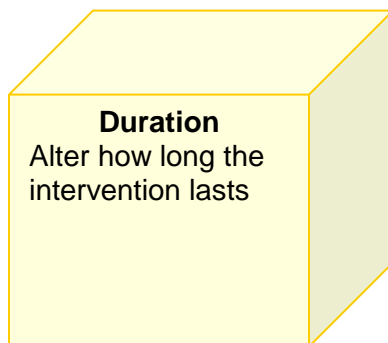 Duration
Alter how long the
intervention lasts